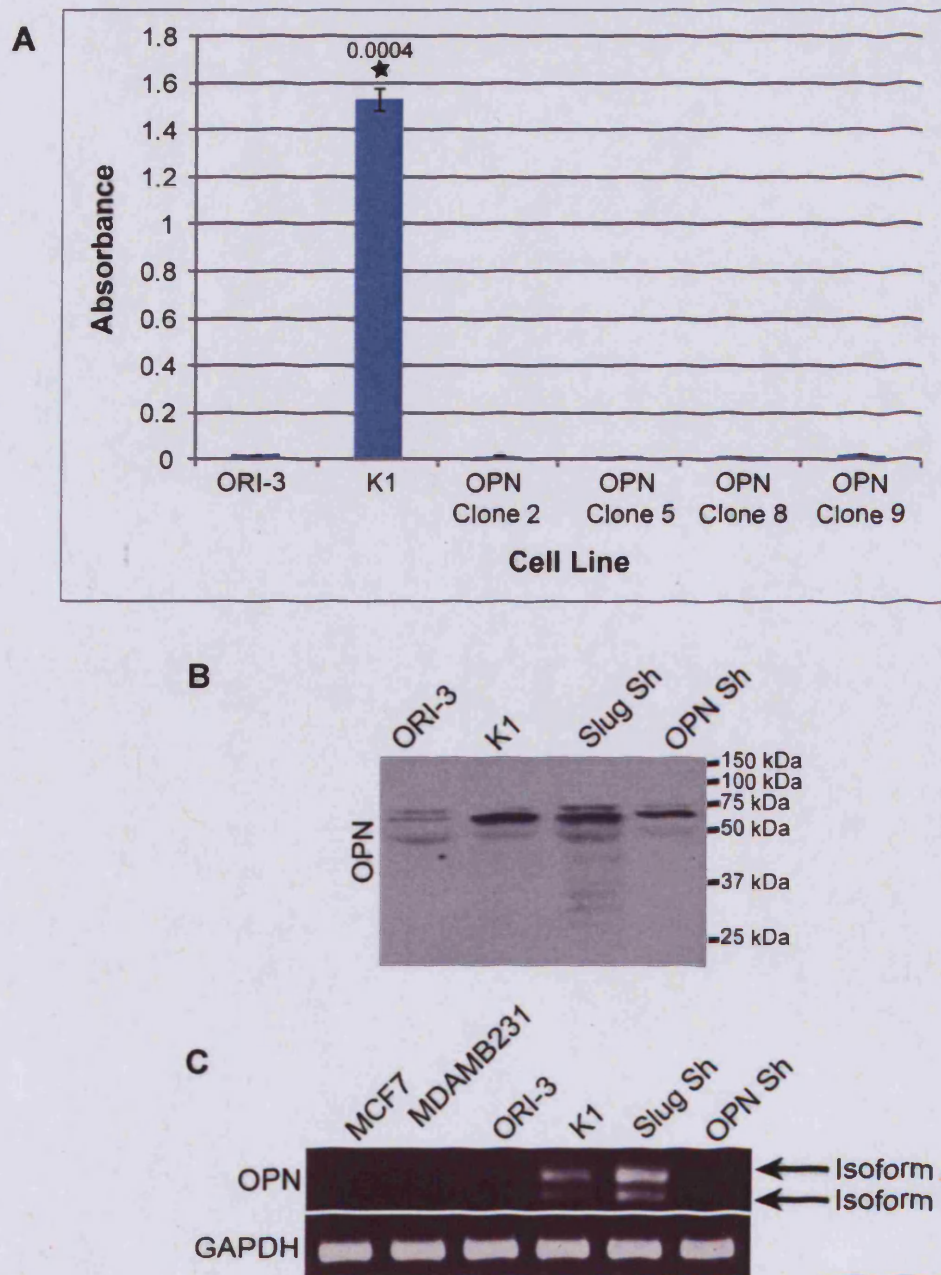 A
0.0004
1.8
1.6
1.4
1.2
1
0.8
0.6
0.4
0.2
0
Absorbance
ORI-3
K1
OPN Clone 2
OPN Clone 5
OPN Clone 8
OPN Clone 9
Cell Line
B
ORI-3
K1
Slug Sh
OPN Sh
OPN
150 kDa
100 kDa
75 kDa
50 kDa
37 kDa
25 kDa
C
MCF7
MDAMB231
ORI-3
K1
Slug Sh
OPN Sh
OPN
Isoform
Isoform
GAPDH